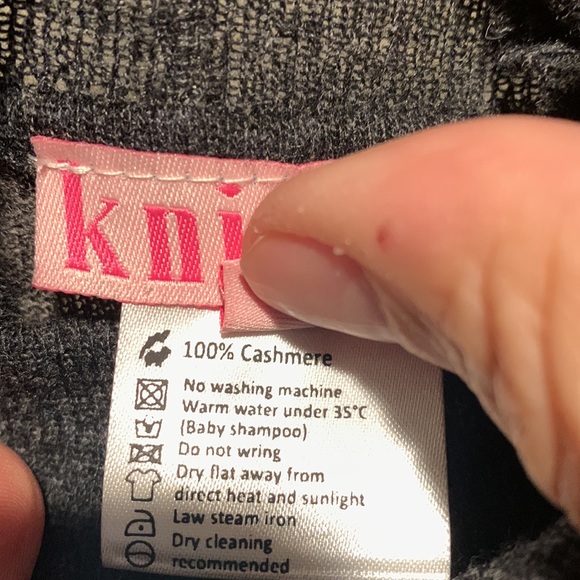 kni
100% Cashmere
No washing machine
Warm water under 35°C
(Baby shampoo)
Do not wring
Dry flat away from
direct heat and sunlight
Law steam iron
Dry cleaning
recommended